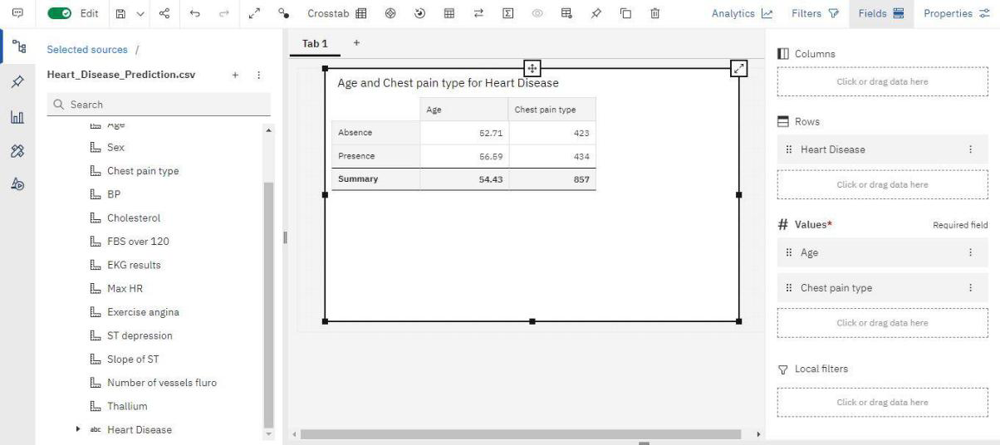 Edit
Crosstab
Analytics
Filters
Fields
Properties
Selected sources /
Heart_Disease_Prediction.csv
Search
Age
Sex
Chest pain type
BP
Cholesterol
FBS over 120
EKG results
Max HR
Exercise angina
ST depression
Slope of ST
Number of vessels fluro
Thallium
abc Heart Disease
Tab 1 +
Age and Chest pain type for Heart Disease
Age Chest pain type
Absence 52.71 423
Presence 56.59 434
Summary 54.43 857
Columns
Click or drag data here
Rows
Heart Disease
Click or drag data here
# Values* Required field
Age
Chest pain type
Click or drag data here
Local filters
Click or drag data here